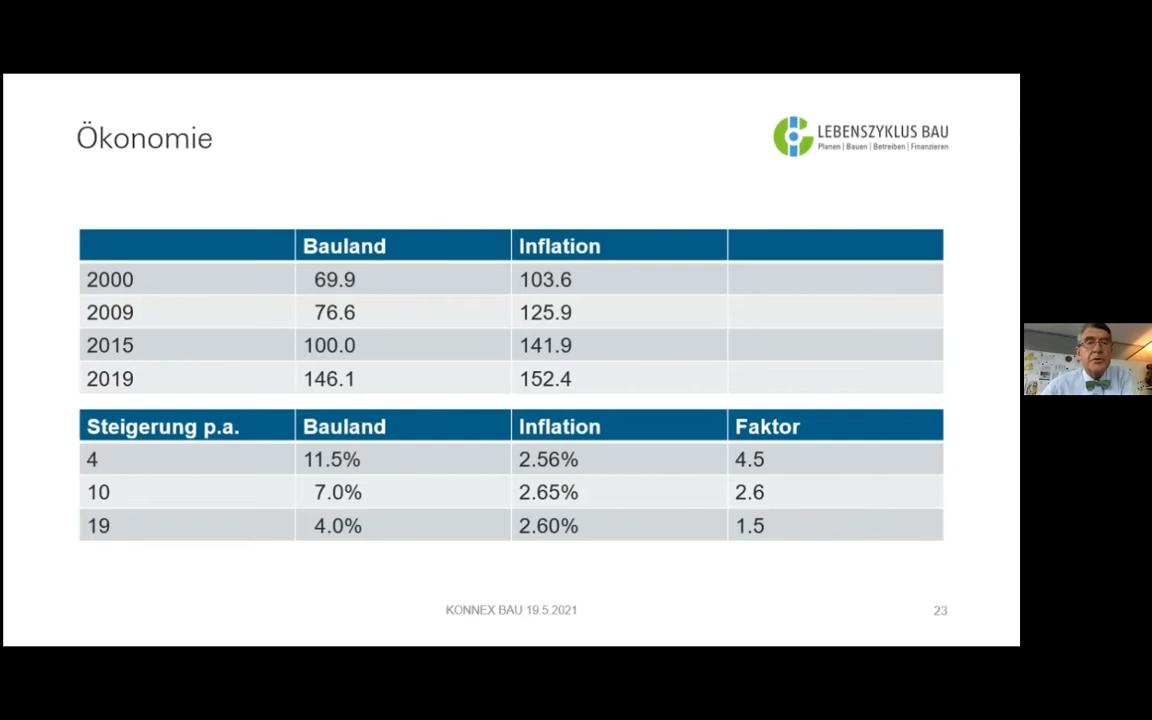 Ökonomie
LEBENSZYKLUS BAU
Planen | Bauen | Betreiben | Finanzieren
Bauland Inflation
2000 69.9 103.6
2009 76.6 125.9
2015 100.0 141.9
2019 146.1 152.4
Steigerung p.a. Bauland Inflation Faktor
4 11.5% 2.56% 4.5
10 7.0% 2.65% 2.6
19 4.0% 2.60% 1.5
KONNEX BAU 19.5.2021 23